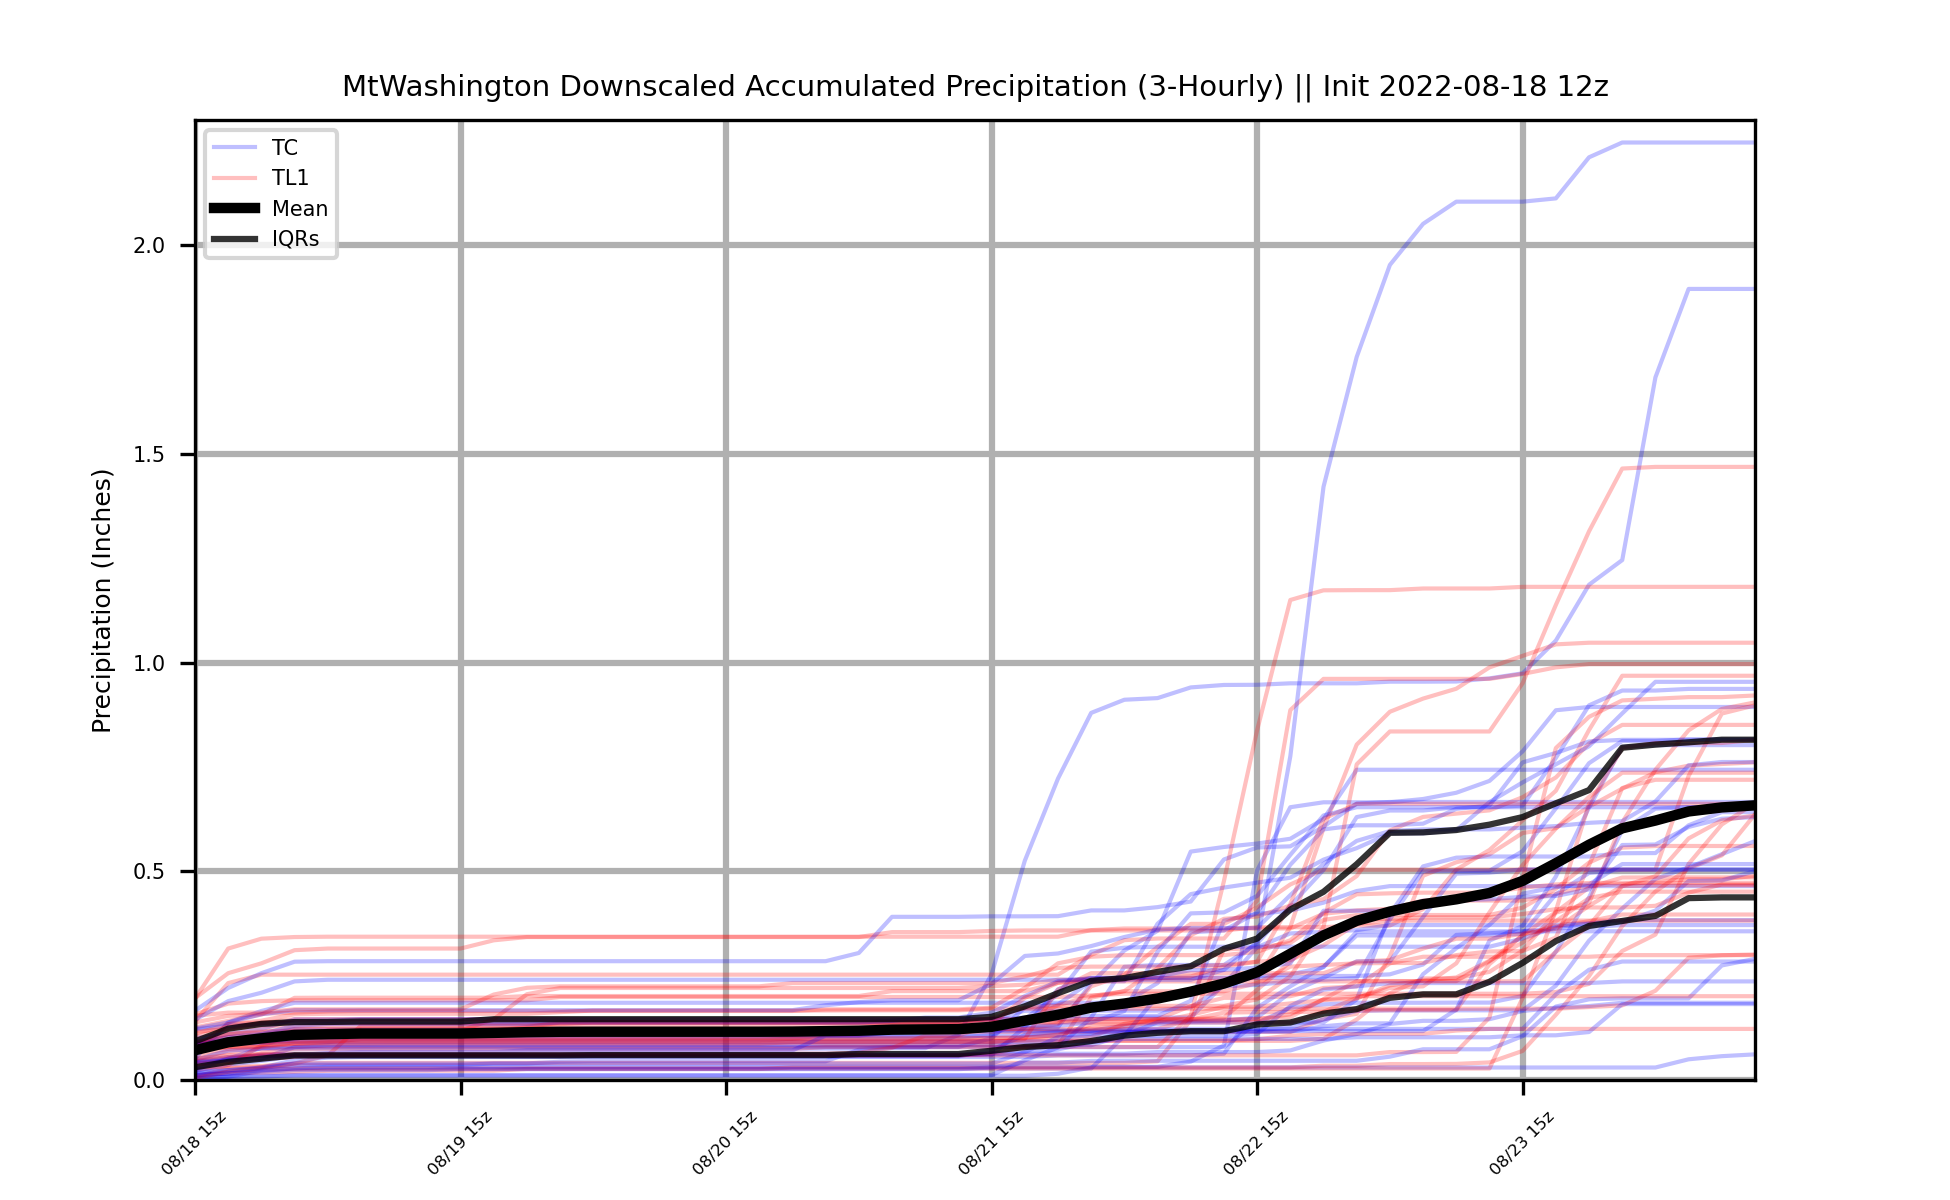 MtWashington Downscaled Accumulated Precipitation (3-Hourly) || Init 2022-08-18 12z
TC
TL1
Mean
IQRs
Precipitation (Inches)
2.0
1.5
1.0
0.5
0.0
08/18 15z
08/19 15z
08/20 15z
08/21 15z
08/22 15z
08/23 15z